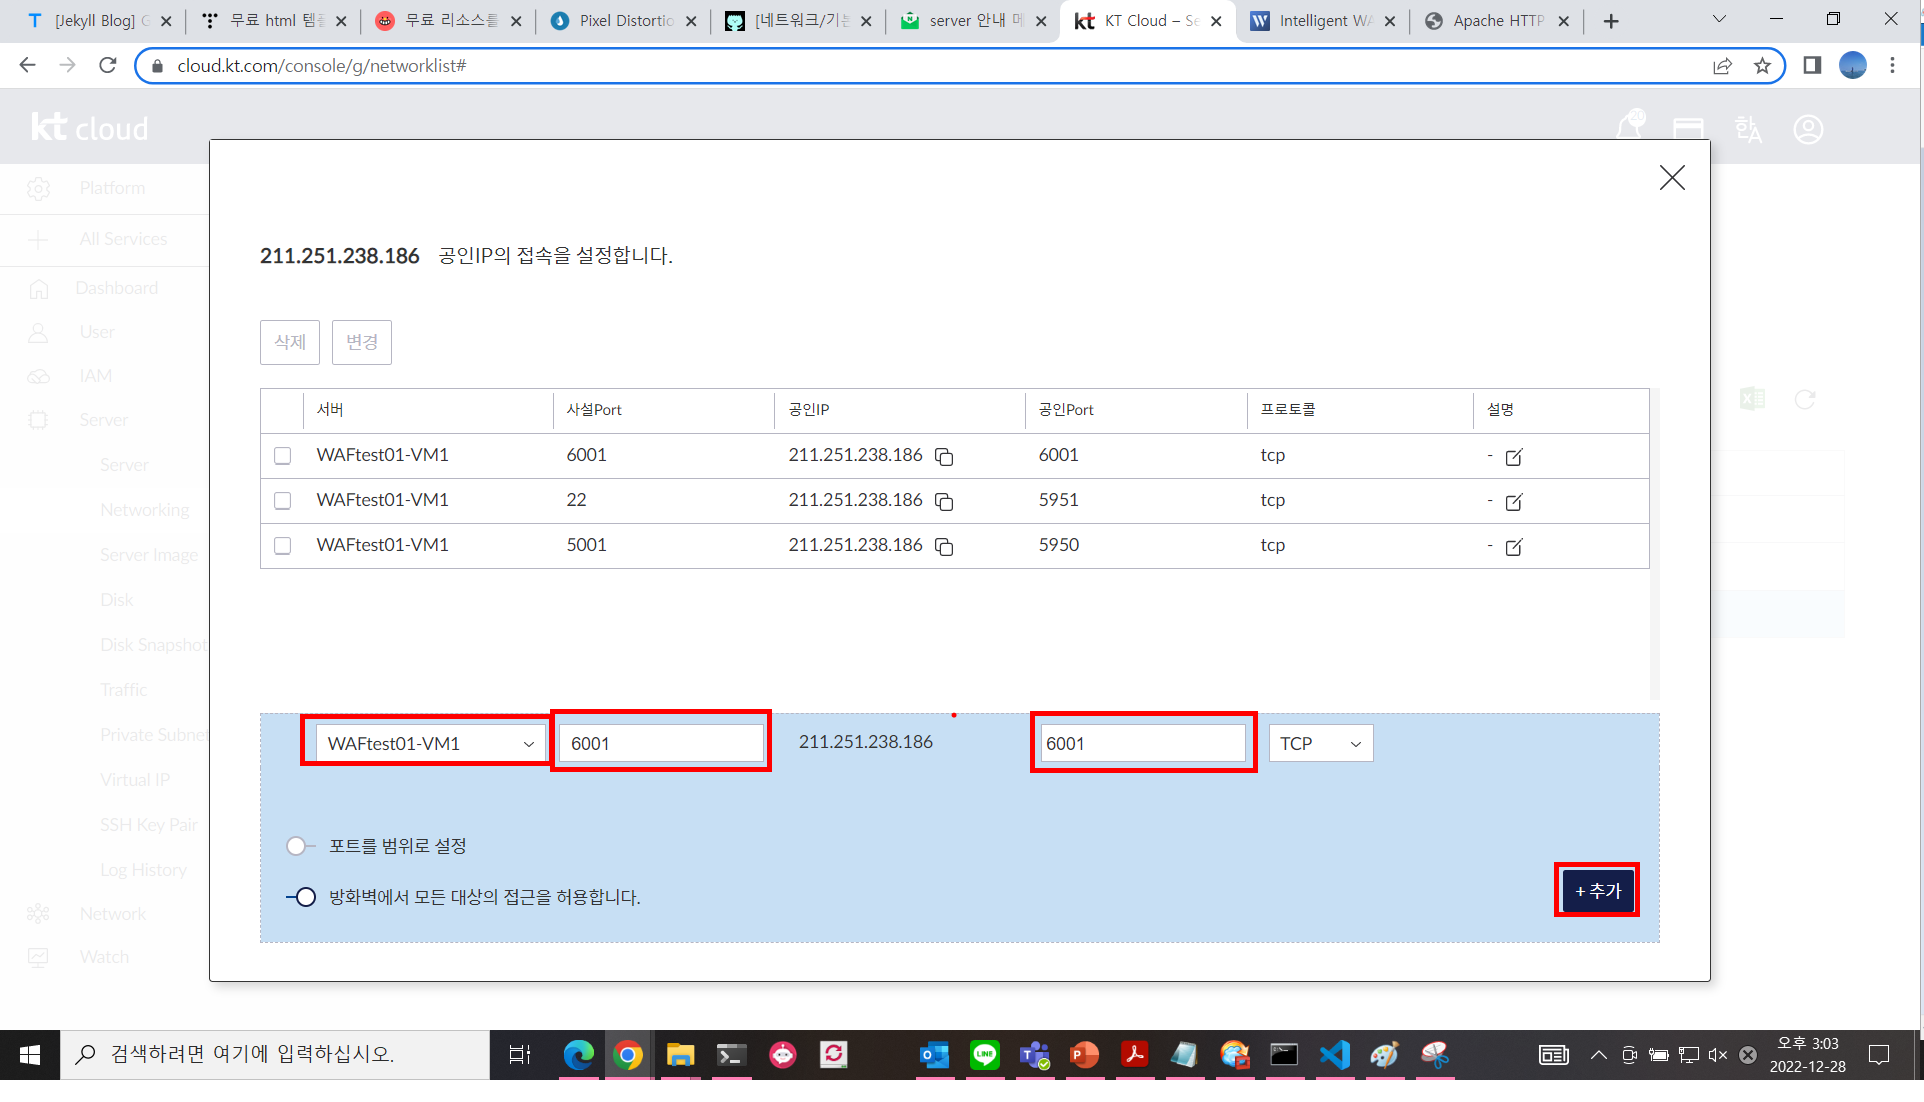 [Jekyll Blog] G
무료 html 템플
무료 리소스를
Pixel Distortio
[네트워크/기본
server 안내 메
KT Cloud – Se
Intelligent WA
Apache HTTP
cloud.kt.com/console/g/networklist#
kt cloud
20
한A
Platform
All Services
Dashboard
User
IAM
Server
Server
Networking
Server Image
Disk
Disk Snapshot
Traffic
Private Subnet
Virtual IP
SSH Key Pair
Log History
Network
Watch
211.251.238.186 공인IP의 접속을 설정합니다.
삭제 변경
서버 사설Port 공인IP 공인Port 프로토콜 설명
WAFtest01-VM1 6001 211.251.238.186 6001 tcp -
WAFtest01-VM1 22 211.251.238.186 5951 tcp -
WAFtest01-VM1 5001 211.251.238.186 5950 tcp -
WAFtest01-VM1 6001 211.251.238.186 6001 TCP
포트를 범위로 설정
방화벽에서 모든 대상의 접근을 허용합니다.
+ 추가
검색하려면 여기에 입력하십시오.
오후 3:03
2022-12-28